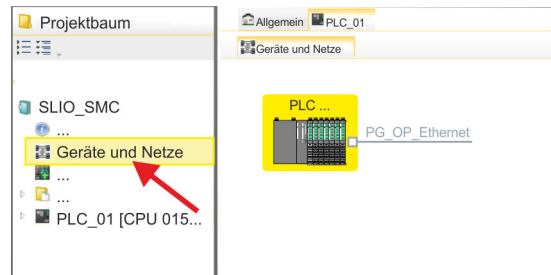 Projektbaum
SLIO_SMC
...
Geräte und Netze
...
...
PLC_01 [CPU 015...
Allgemein PLC_01
Geräte und Netze
PLC ...
PG_OP_Ethernet